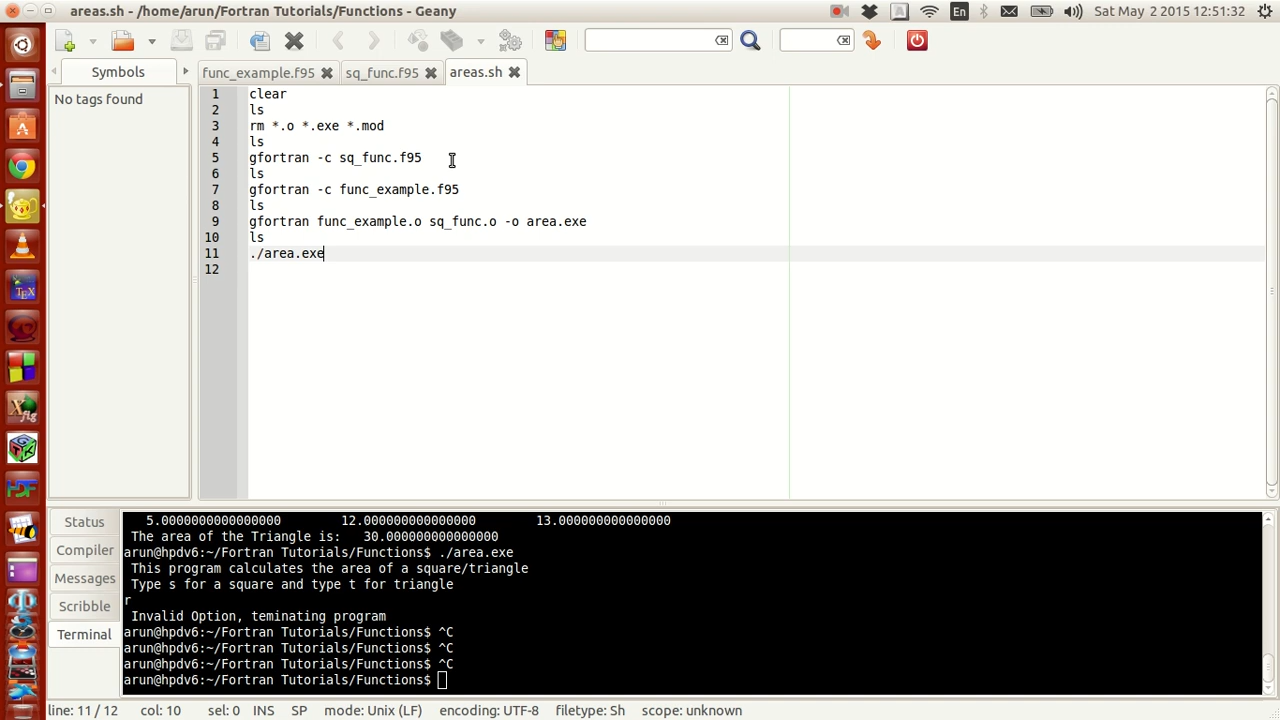 areas.sh - /home/arun/Fortran Tutorials/Functions - Geany
En
Sat May 2 2015 12:51:32
Symbols
func_example.f95
sq_func.f95
areas.sh
No tags found
1 clear
2 ls
3 rm *.o *.exe *.mod
4 ls
5 gfortran -c sq_func.f95
6 ls
7 gfortran -c func_example.f95
8 ls
9 gfortran func_example.o sq_func.o -o area.exe
10 ls
11 ./area.exe
12
TEX
Xfig
HDF
Status
Compiler
Messages
Scribble
Terminal
5.0000000000000000 12.000000000000000 13.000000000000000
The area of the Triangle is: 30.000000000000000
arun@hpdv6:~/Fortran Tutorials/Functions$ ./area.exe
This program calculates the area of a square/triangle
Type s for a square and type t for triangle
r
Invalid Option, teminating program
arun@hpdv6:~/Fortran Tutorials/Functions$ ^C
arun@hpdv6:~/Fortran Tutorials/Functions$ ^C
arun@hpdv6:~/Fortran Tutorials/Functions$ ^C
arun@hpdv6:~/Fortran Tutorials/Functions$
line: 11 / 12 col: 10 sel: 0 INS SP mode: Unix (LF) encoding: UTF-8 filetype: Sh scope: unknown